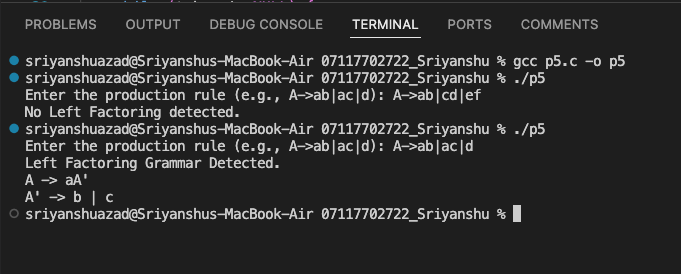 PROBLEMS OUTPUT DEBUG CONSOLE TERMINAL PORTS COMMENTS
sriyanshuazad@Sriyanshus-MacBook-Air 07117702722_Sriyanshu % gcc p5.c -o p5
sriyanshuazad@Sriyanshus-MacBook-Air 07117702722_Sriyanshu % ./p5
Enter the production rule (e.g., A->ab|ac|d): A->ab|cd|ef
No Left Factoring detected.
sriyanshuazad@Sriyanshus-MacBook-Air 07117702722_Sriyanshu % ./p5
Enter the production rule (e.g., A->ab|ac|d): A->ab|ac|d
Left Factoring Grammar Detected.
A -> aA'
A' -> b | c
sriyanshuazad@Sriyanshus-MacBook-Air 07117702722_Sriyanshu %